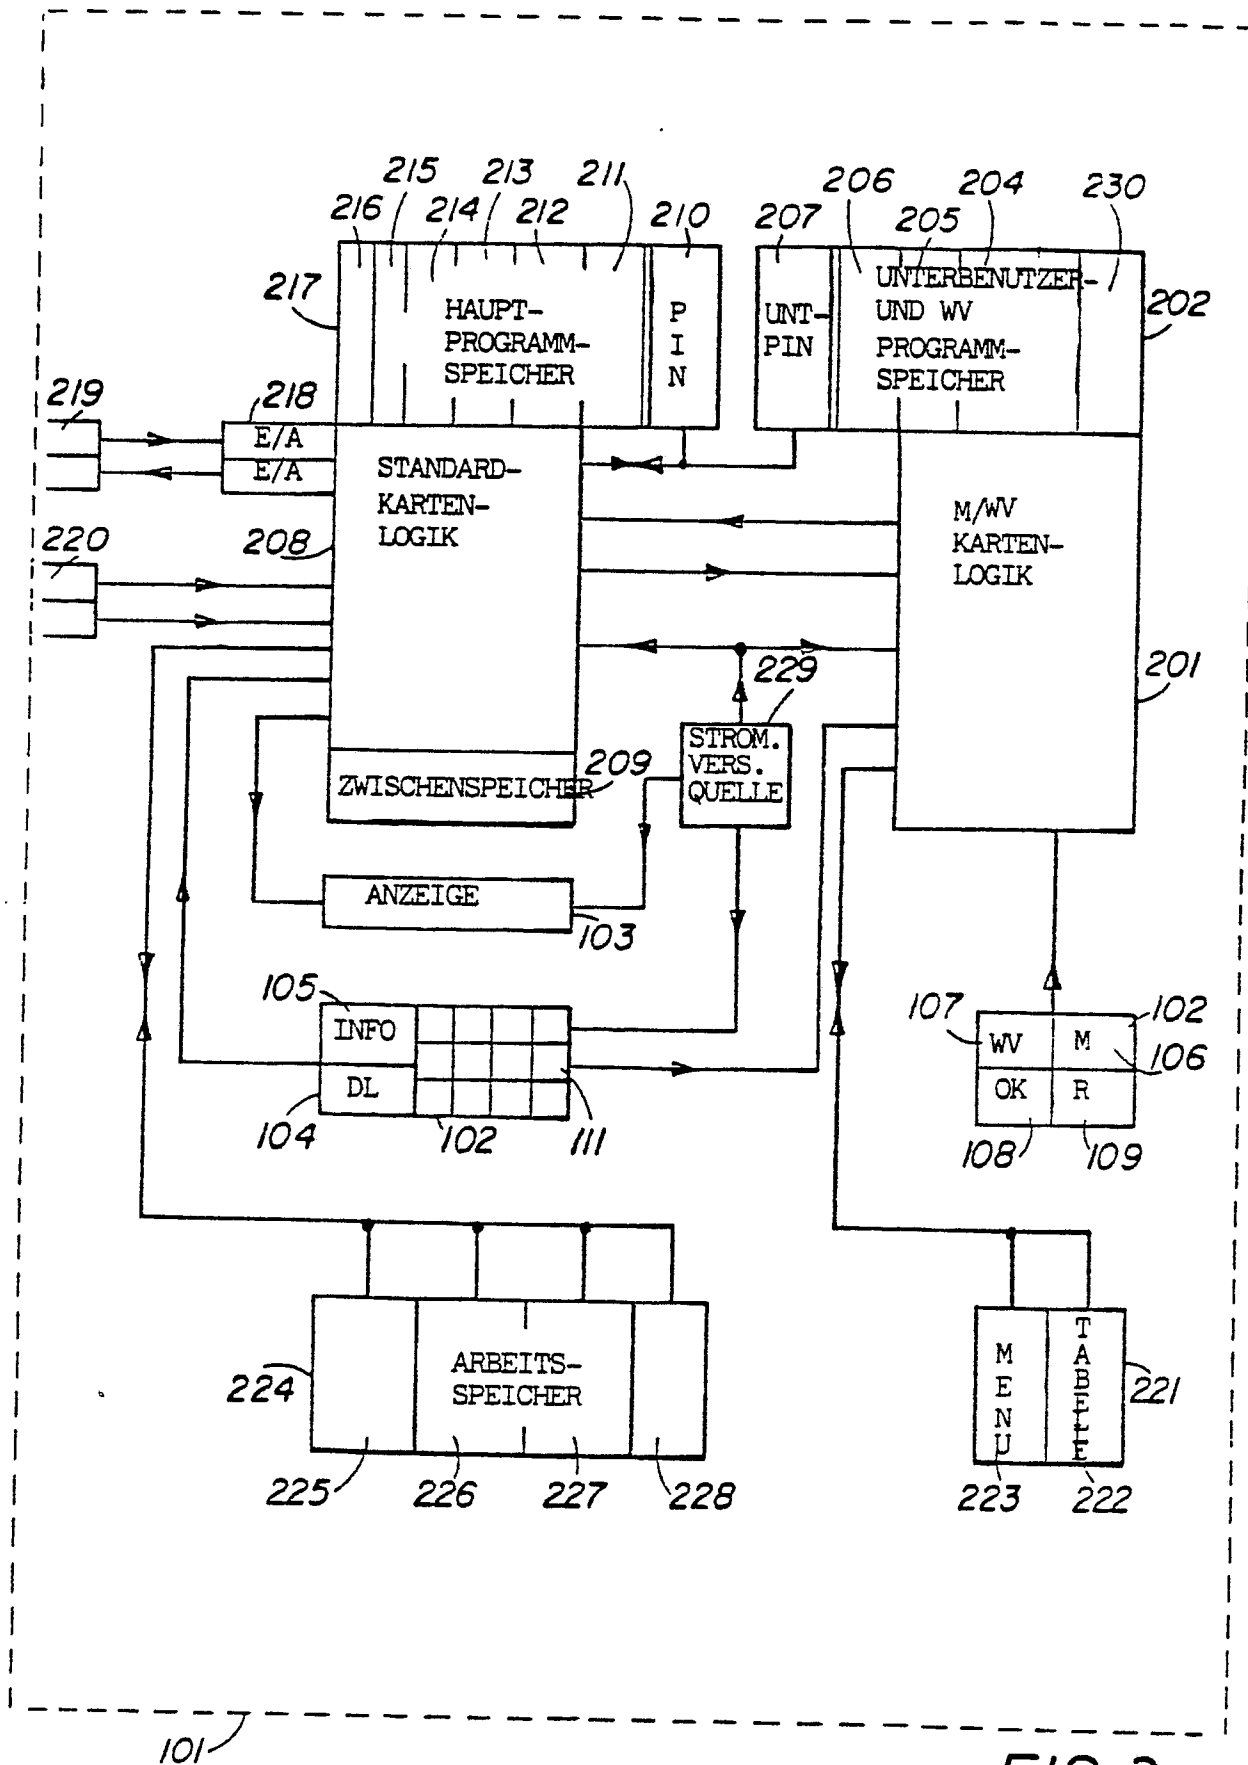 215
213
211
206
204
230
216
214
212
210
207
205
217
202
HAUPT-
PROGRAMM-
SPEICHER
P
I
N
UNT-
PIN
UNTERBENUTZER-
UND WV
PROGRAMM-
SPEICHER
219
218
E/A
E/A
STANDARD-
KARTEN-
LOGIK
M/WV
KARTEN-
LOGIK
220
208
229
201
STROM.
VERS.
QUELLE
ZWISCHENSPEICHER
209
ANZEIGE
103
105
INFO
DL
104
102
111
107
102
WV
M
106
OK
R
108
109
224
ARBEITS-
SPEICHER
225
226
227
228
M
E
N
U
T
A
B
E
L
L
E
221
223
222
101